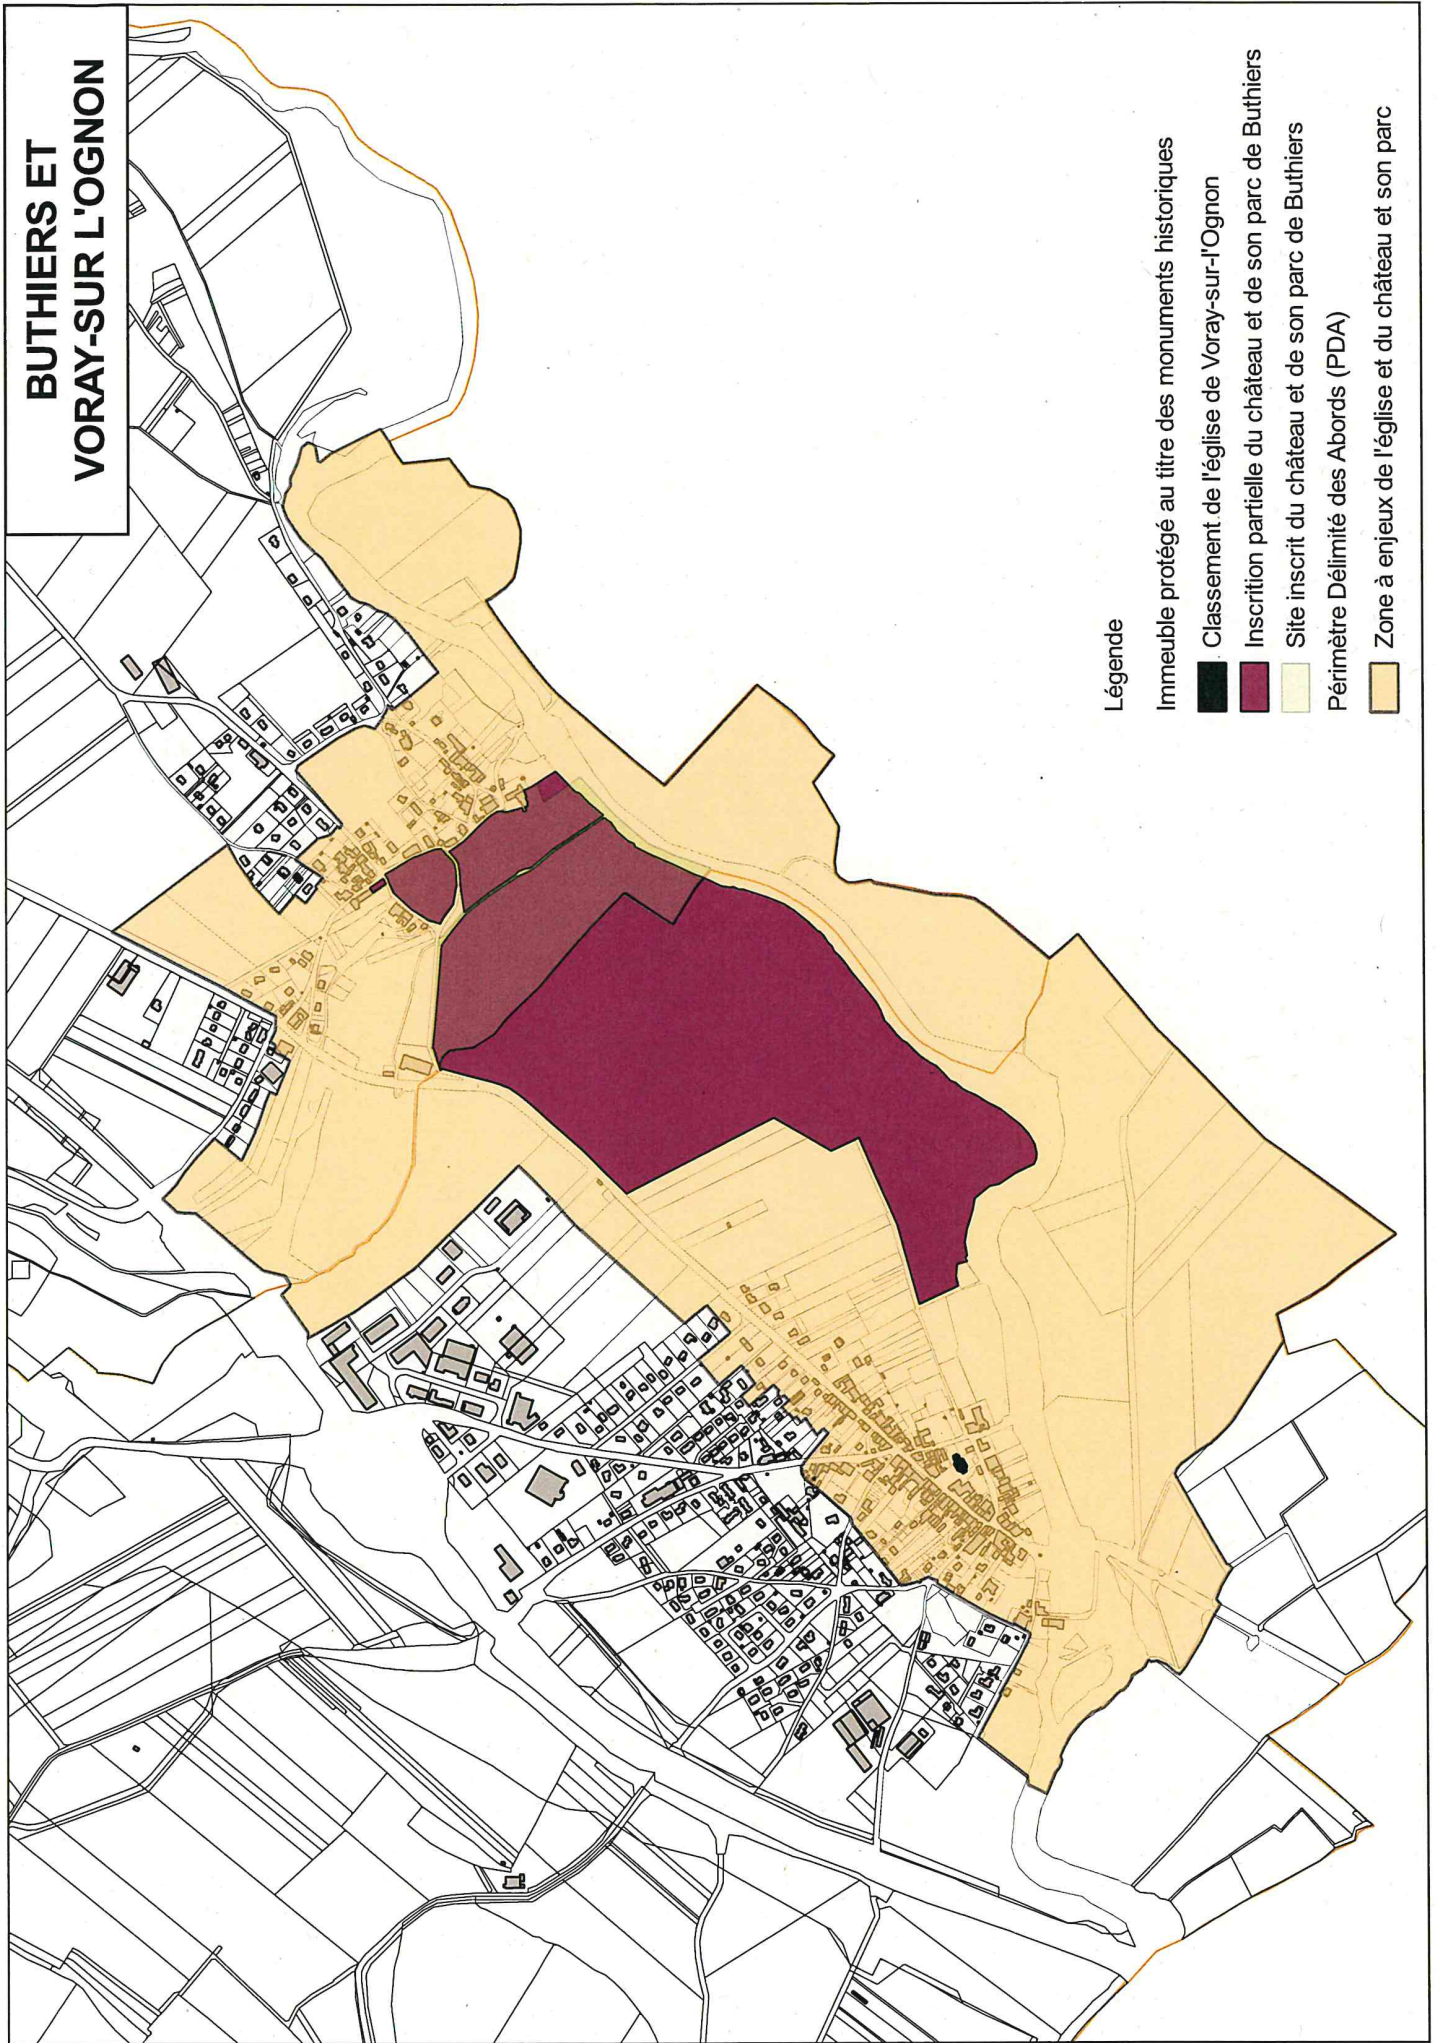 BUTHIERS ET
VORAY-SUR L'OGNON
Légende
Immeuble protégé au titre des monuments historiques
Classement de l'église de Voray-sur-l'Ognon
Inscrition partielle du château et de son parc de Buthiers
Site inscrit du château et de son parc de Buthiers
Périmètre Délimité des Abords (PDA)
Zone à enjeux de l'église et du château et son parc